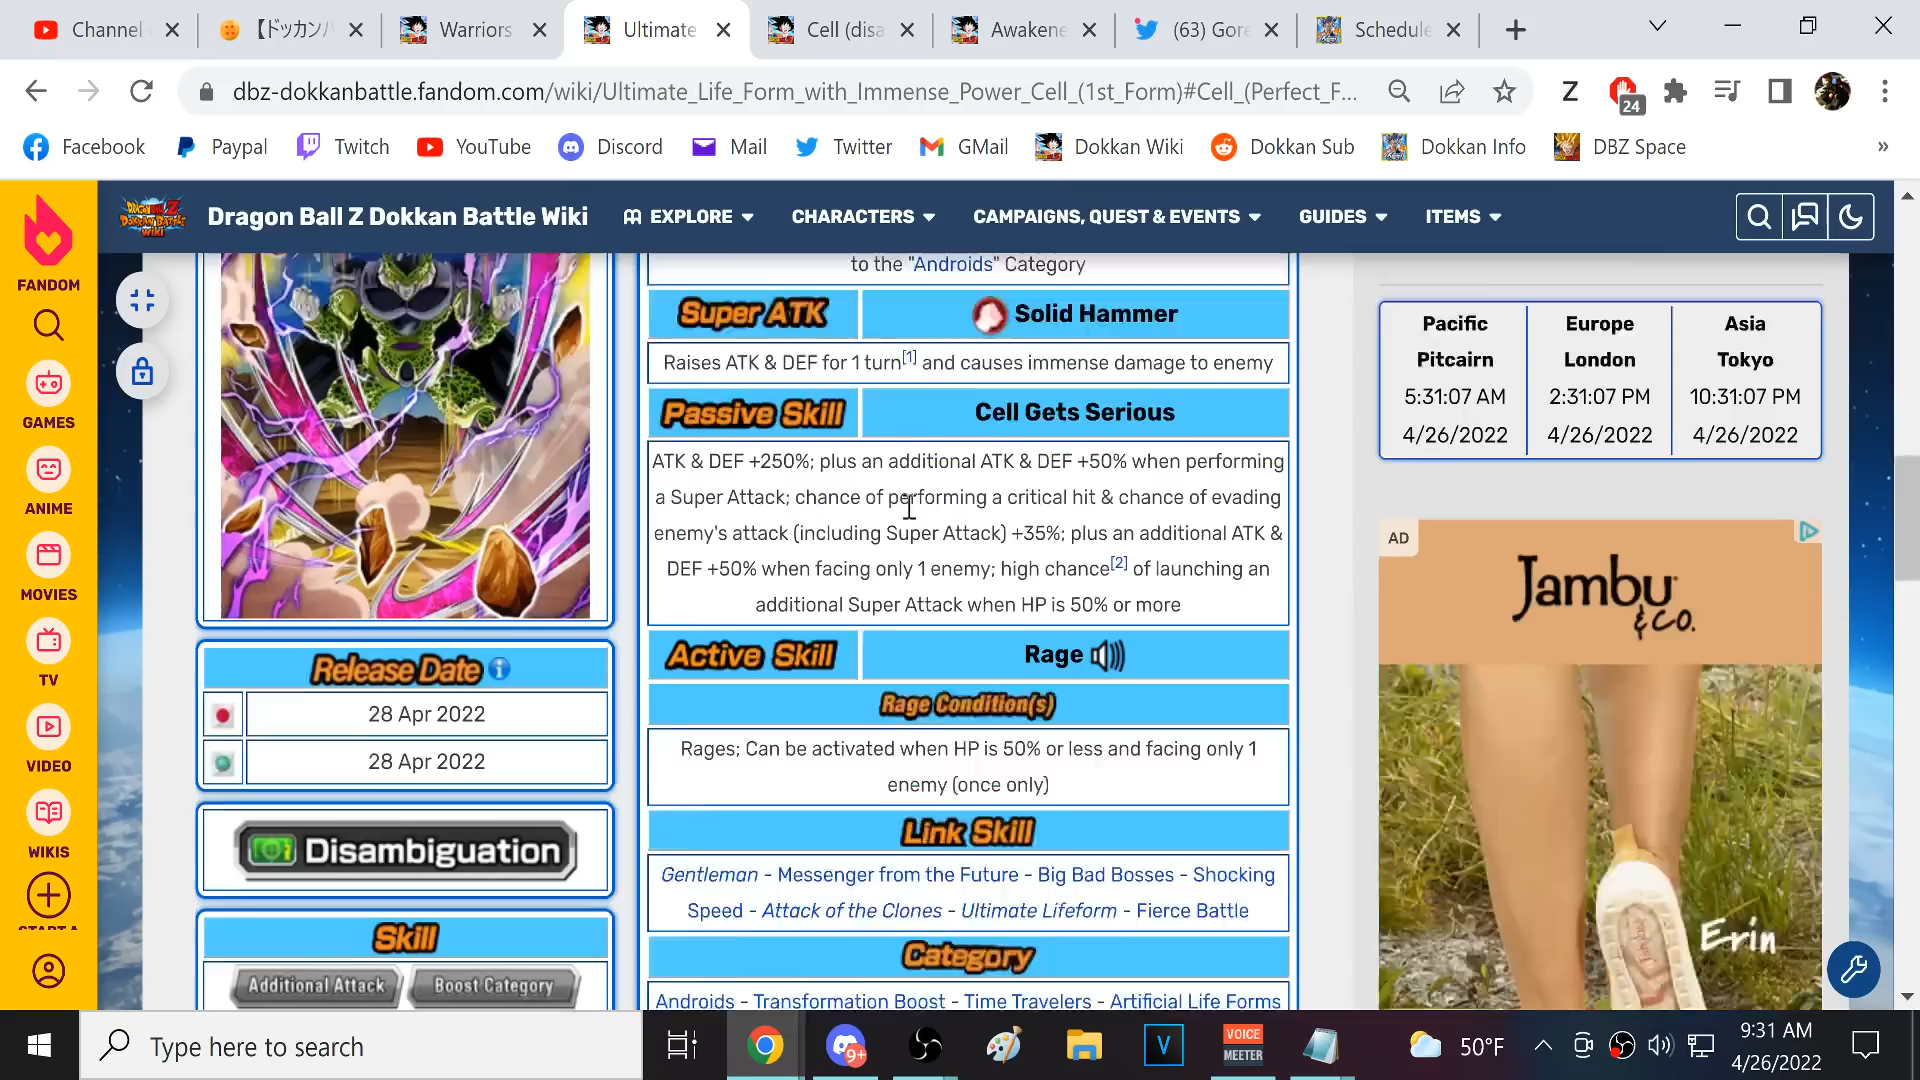 Channel
【ドッカンバ
Warriors
Ultimate
Cell (disa
Awakene
(63) Gore
Schedule
dbz-dokkanbattle.fandom.com/wiki/Ultimate_Life_Form_with_Immense_Power_Cell_(1st_Form)#Cell_(Perfect_F...
Z
24
Facebook
Paypal
Twitch
YouTube
Discord
Mail
Twitter
GMail
Dokkan Wiki
Dokkan Sub
Dokkan Info
DBZ Space
»
Dragon Ball Z Dokkan Battle Wiki
EXPLORE
CHARACTERS
CAMPAIGNS, QUEST & EVENTS
GUIDES
ITEMS
FANDOM
GAMES
ANIME
MOVIES
TV
VIDEO
WIKIS
START A
to the "Androids" Category
Super ATK
Solid Hammer
Raises ATK & DEF for 1 turn[1] and causes immense damage to enemy
Passive Skill
Cell Gets Serious
ATK & DEF +250%; plus an additional ATK & DEF +50% when performing
a Super Attack; chance of performing a critical hit & chance of evading
enemy's attack (including Super Attack) +35%; plus an additional ATK &
DEF +50% when facing only 1 enemy; high chance[2] of launching an
additional Super Attack when HP is 50% or more
Active Skill
Rage
Rage Condition(s)
Rages; Can be activated when HP is 50% or less and facing only 1
enemy (once only)
Link Skill
Gentleman - Messenger from the Future - Big Bad Bosses - Shocking
Speed - Attack of the Clones - Ultimate Lifeform - Fierce Battle
Category
Androids - Transformation Boost - Time Travelers - Artificial Life Forms
Release Date
28 Apr 2022
28 Apr 2022
Disambiguation
Skill
Additional Attack
Boost Category
Pacific
Pitcairn
5:31:07 AM
4/26/2022
Europe
London
2:31:07 PM
4/26/2022
Asia
Tokyo
10:31:07 PM
4/26/2022
AD
Jambu
& CO.
Erin
Type here to search
9+
V
VOICE
MEETER
50°F
9:31 AM
4/26/2022